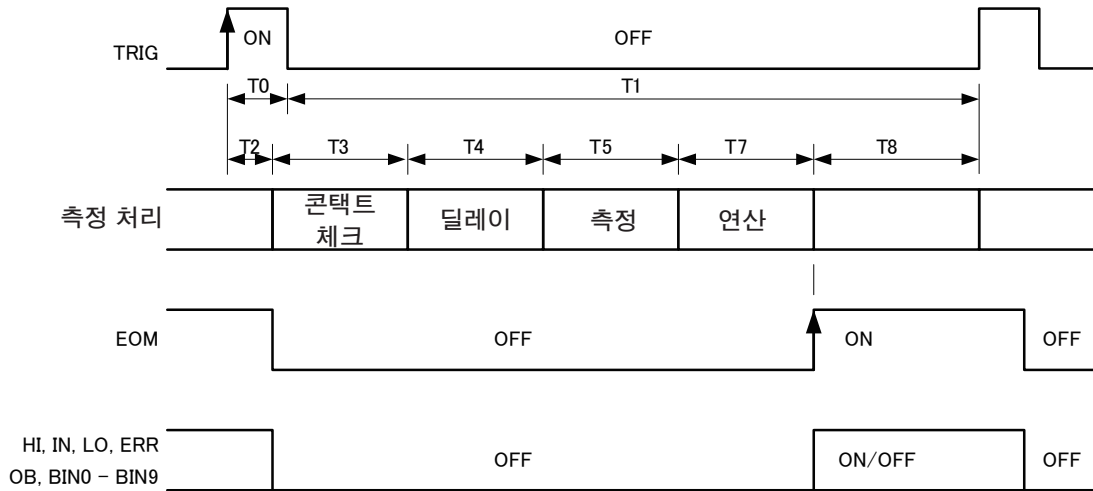 TRIG
ON
OFF
T0
T1
T2
T3
T4
T5
T7
T8
측정 처리
콘택트
체크
딜레이
측정
연산
EOM
OFF
ON
OFF
HI, IN, LO, ERR
OB, BIN0 - BIN9
OFF
ON/OFF
OFF